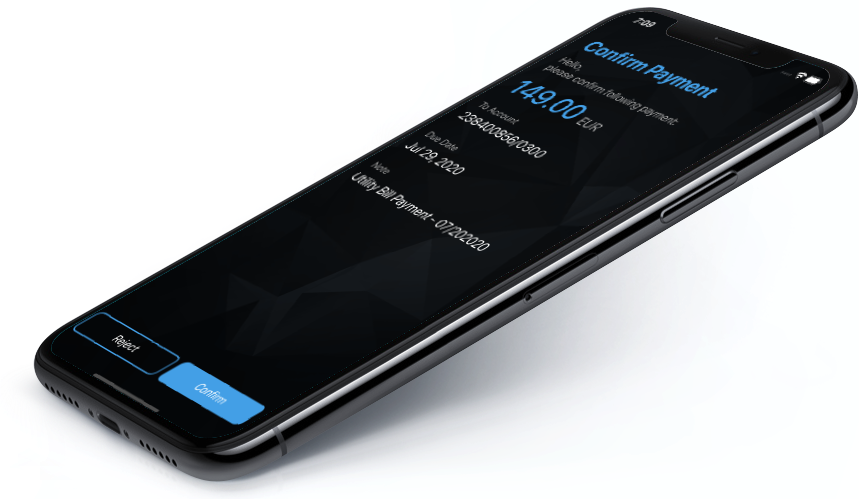 7:09
Confirm Payment
Hello,
please confirm following payment:
149.00 EUR
To Account
238400856/0300
Due Date
Jul 29, 2020
Note
Utility Bill Payment - 07/202020
Reject
Confirm